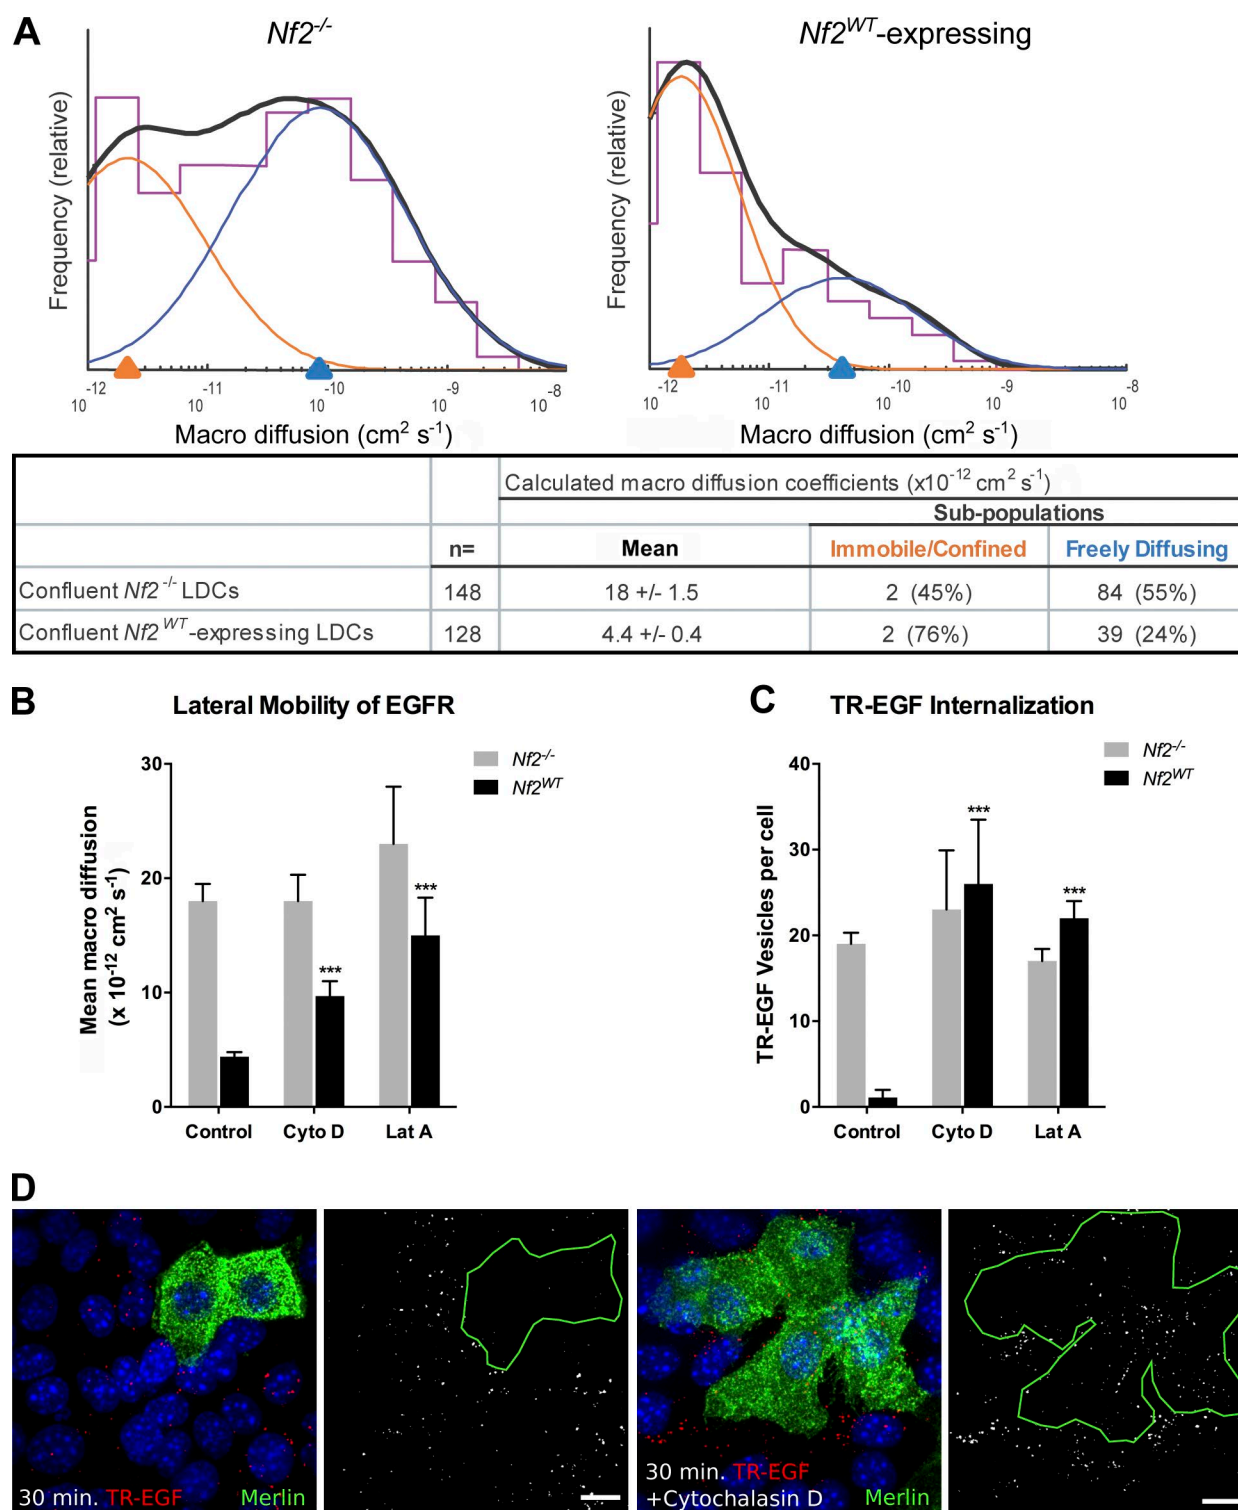 A
Nf2-/-
Nf2WT-expressing
Frequency (relative)
10-12
10-11
10-10
10-9
10-8
Macro diffusion (cm2 s-1)
Frequency (relative)
10-12
10-11
10-10
10-9
10-8
Macro diffusion (cm2 s-1)
Calculated macro diffusion coefficients (x10-12 cm2 s-1)
Sub-populations
n= Mean Immobile/Confined Freely Diffusing
Confluent Nf2-/- LDCs 148 18 +/- 1.5 2 (45%) 84 (55%)
Confluent Nf2WT-expressing LDCs 128 4.4 +/- 0.4 2 (76%) 39 (24%)
B
Lateral Mobility of EGFR
Nf2-/-
Nf2WT
Mean macro diffusion
(x 10-12 cm2 s-1)
30
20
10
0
***
***
Control Cyto D Lat A
C
TR-EGF Internalization
Nf2-/-
Nf2WT
TR-EGF Vesicles per cell
40
30
20
10
0
***
***
Control Cyto D Lat A
D
30 min. TR-EGF Merlin
30 min. TR-EGF
+Cytochalasin D Merlin